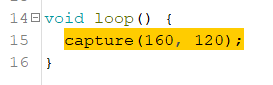 14 void loop() {
15   capture(160, 120);
16 }